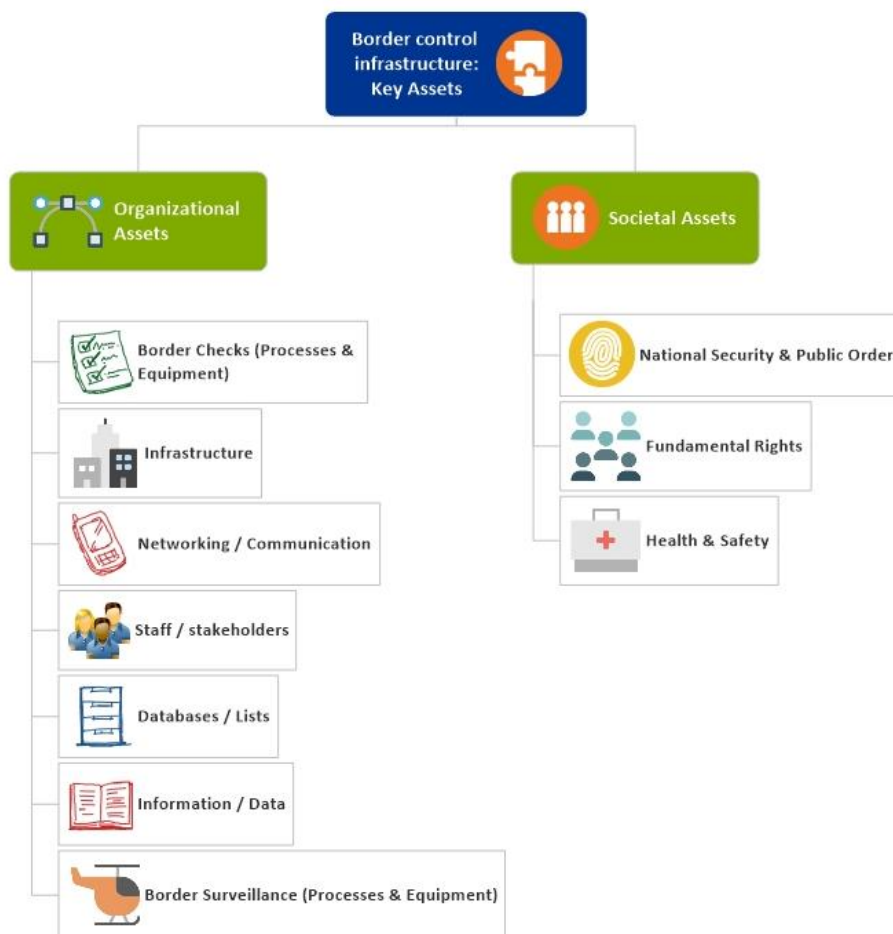 Border control
infrastructure:
Key Assets
Organizational
Assets
Societal Assets
Border Checks (Processes &
Equipment)
Infrastructure
Networking / Communication
Staff / stakeholders
Databases / Lists
Information / Data
Border Surveillance (Processes & Equipment)
National Security & Public Order
Fundamental Rights
Health & Safety